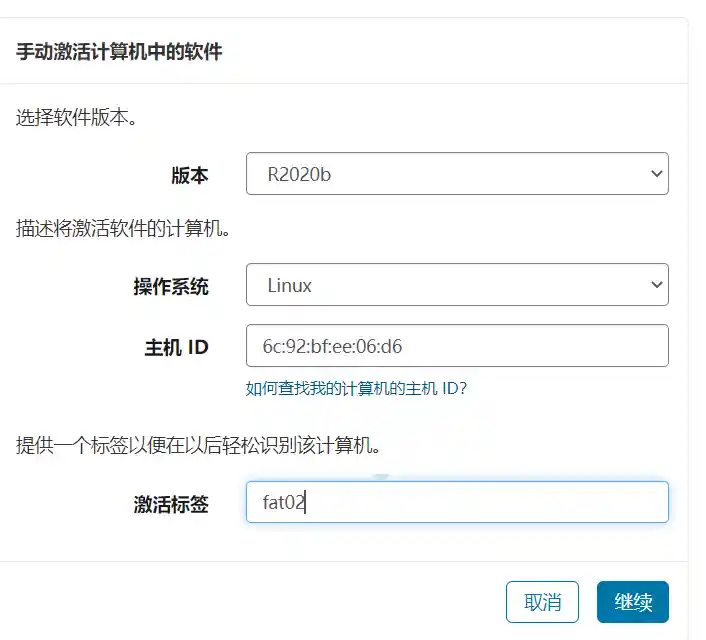 手动激活计算机中的软件
选择软件版本。
版本 R2020b
描述将激活软件的计算机。
操作系统 Linux
主机 ID 6c:92:bf:ee:06:d6
如何查找我的计算机的主机 ID?
提供一个标签以便在以后轻松识别该计算机。
激活标签 fat02
取消 继续